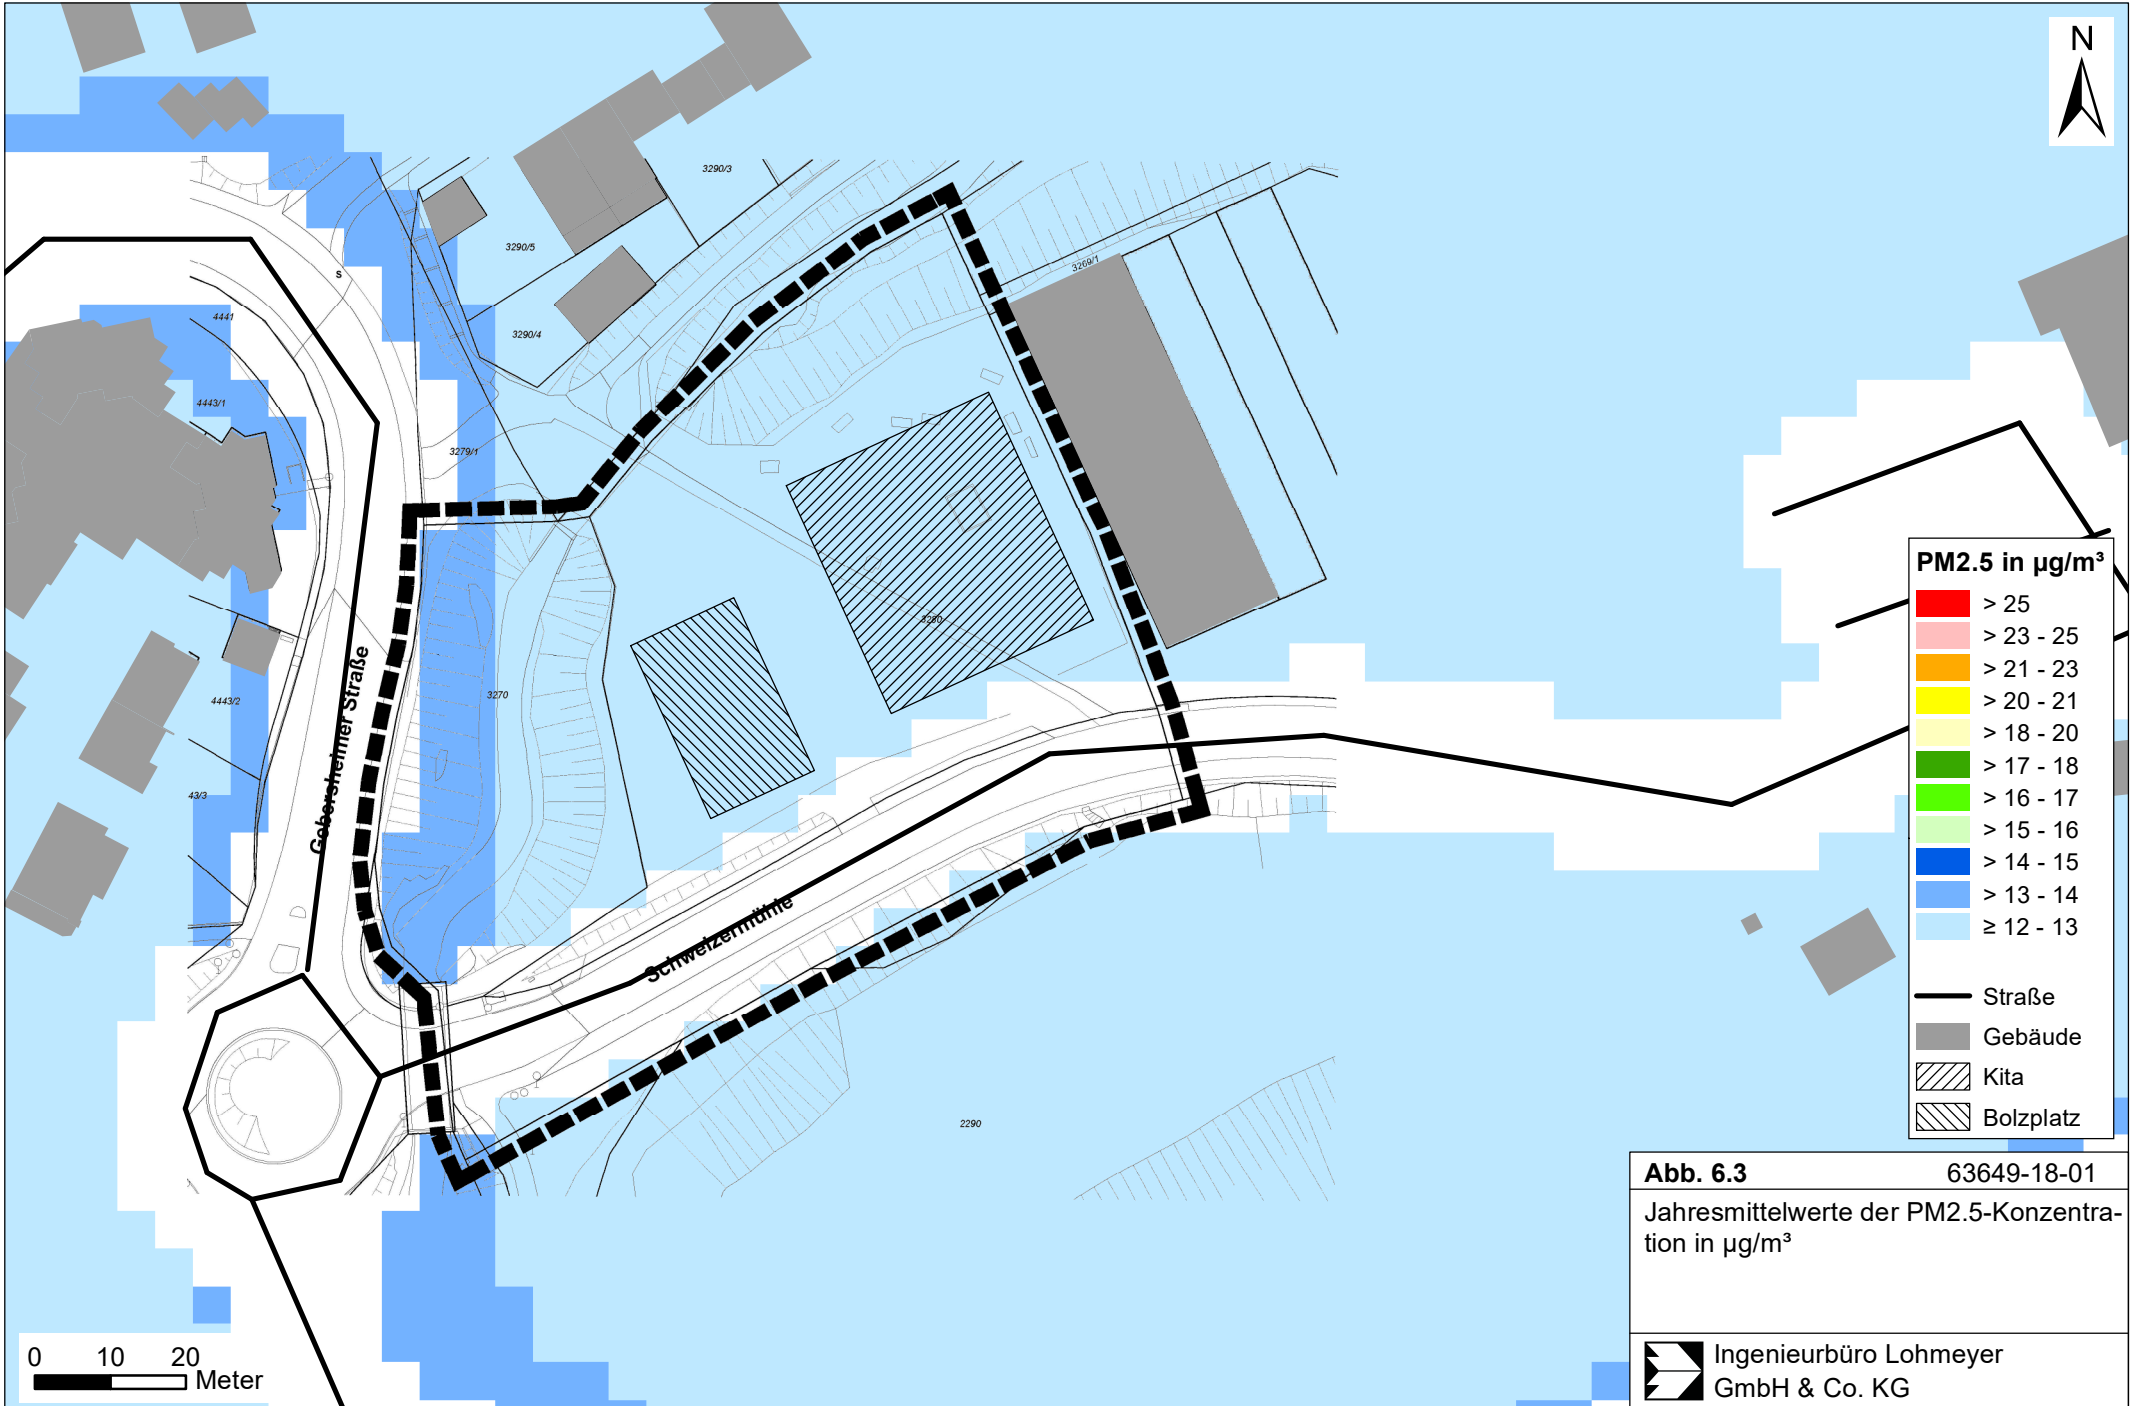 N
3290/3
3290/5
3269/1
S
4441
3290/4
4443/1
3279/1
3280
3270
4443/2
43/3
Gebersheimer Straße
Schweizermühle
2290
PM2.5 in µg/m³
> 25
> 23 - 25
> 21 - 23
> 20 - 21
> 18 - 20
> 17 - 18
> 16 - 17
> 15 - 16
> 14 - 15
> 13 - 14
≥ 12 - 13
Straße
Gebäude
Kita
Bolzplatz
Abb. 6.3 63649-18-01
Jahresmittelwerte der PM2.5-Konzentra-
tion in µg/m³
0 10 20
Meter
Ingenieurbüro Lohmeyer
GmbH & Co. KG